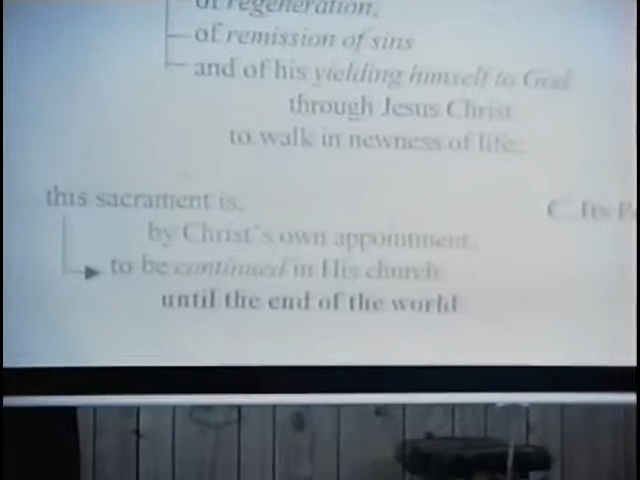 of regeneration,
of remission of sins
and of his yielding himself to God
through Jesus Christ
to walk in newness of life:
this sacrament is,
C. Its
by Christ's own appointment,
to be continued in His church
until the end of the world